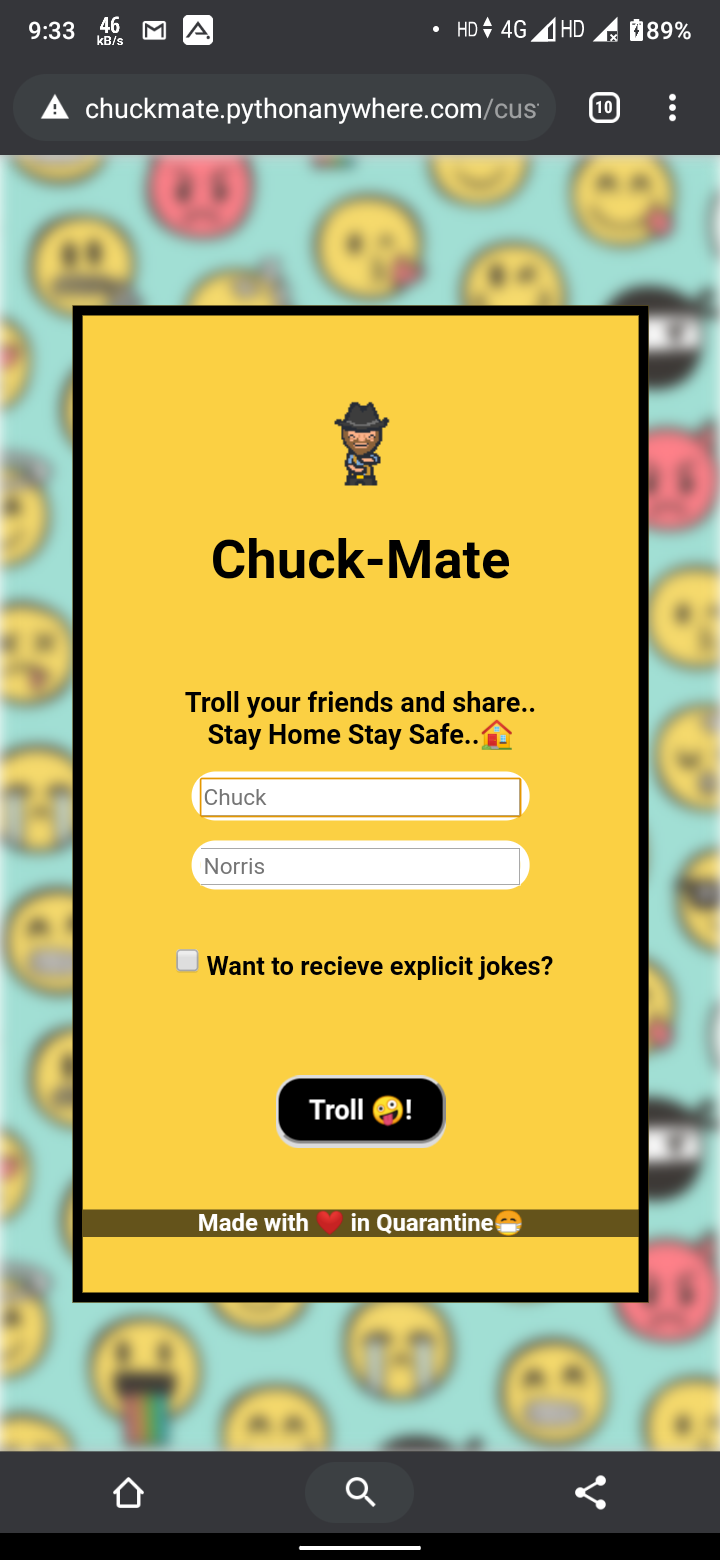 9:33 46 KB/s HD 4G HD 89%
chuckmate.pythonanywhere.com/cus 10
Chuck-Mate
Troll your friends and share..
Stay Home Stay Safe..🏠
Chuck
Norris
Want to recieve explicit jokes?
Troll 🤪!
Made with ❤️ in Quarantine😷